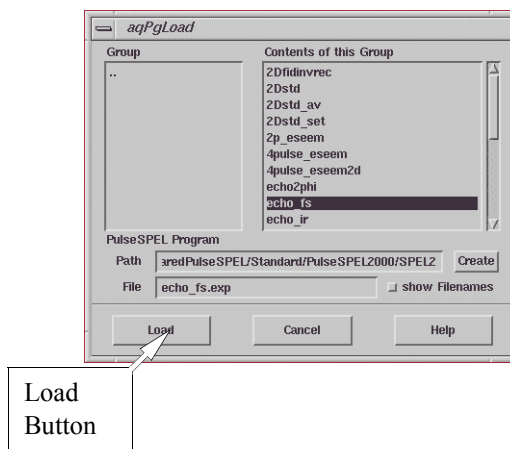 aqPgLoad
Group
Contents of this Group
..
2Dfidinvrec
2Dstd
2Dstd_av
2Dstd_set
2p_eseem
4pulse_eseem
4pulse_eseem2d
echo2phi
echo_fs
echo_ir
PulseSPEL Program
Path aredPulseSPEL/Standard/PulseSPEL2000/SPEL2 Create
File echo_fs.exp show Filenames
Load Cancel Help
Load
Button